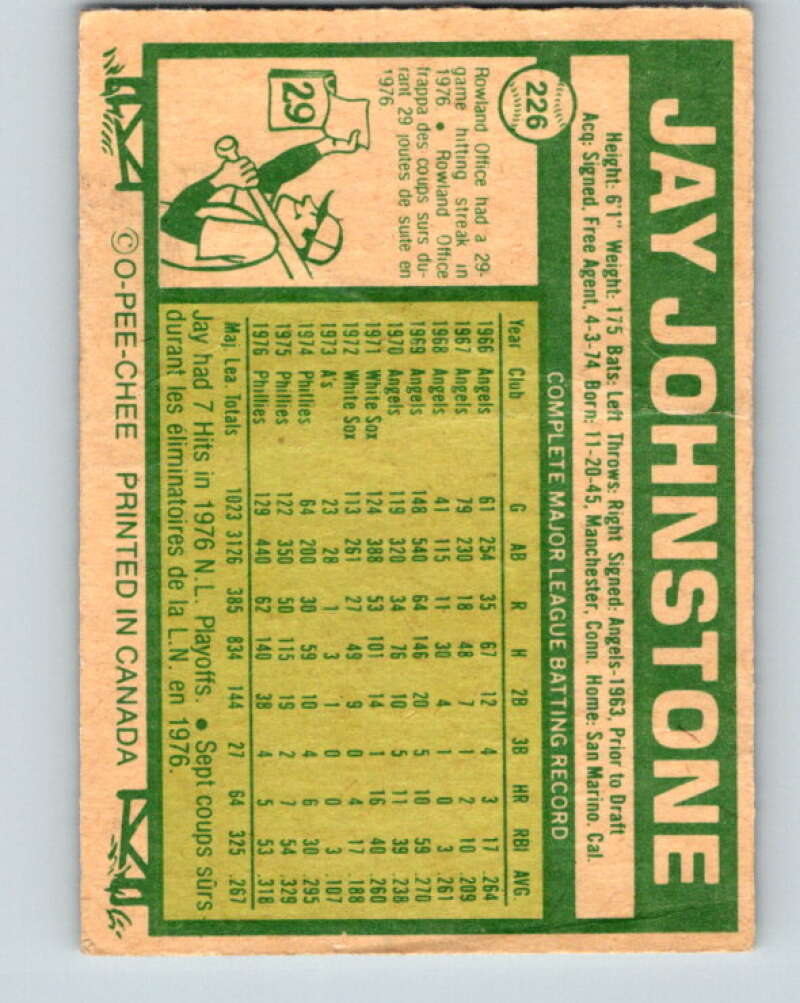 JAY JOHNSTONE
Height: 6'1" Weight: 175 Bats: Left Throws: Right Signed: Angels-1963, Prior to Draft
Acq: Signed, Free Agent, 4-3-74 Born: 11-20-45, Manchester, Conn. Home: San Marino, Cal.
226
Rowland Office had a 29-
game hitting streak in
1976 • Rowland Office
frappa des coups surs du-
rant 29 joutes de suite en
1976
29
COMPLETE MAJOR LEAGUE BATTING RECORD
Year Club G AB R H 2B 3B HR RBI AVG.
1966 Angels 61 254 35 67 12 4 3 17 .264
1967 Angels 79 230 18 48 7 1 2 10 .209
1968 Angels 41 115 11 30 4 1 0 3 .261
1969 Angels 148 540 64 146 20 5 10 59 .270
1970 Angels 119 320 34 76 10 5 11 39 .238
1971 White Sox 124 388 53 101 14 1 16 40 .260
1972 White Sox 113 261 27 49 9 0 4 17 .188
1973 A's 23 28 1 3 1 0 0 3 .107
1974 Phillies 64 200 30 59 10 4 6 30 .295
1975 Phillies 122 350 50 115 19 2 7 54 .329
1976 Phillies 129 440 62 140 38 4 5 53 .318
Maj. Lea. Totals 1023 3126 385 834 144 27 64 325 .267
Jay had 7 Hits in 1976 N.L. Playoffs. • Sept coups sûrs
durant les éliminatoires de la L.N. en 1976.
©O-PEE-CHEE PRINTED IN CANADA